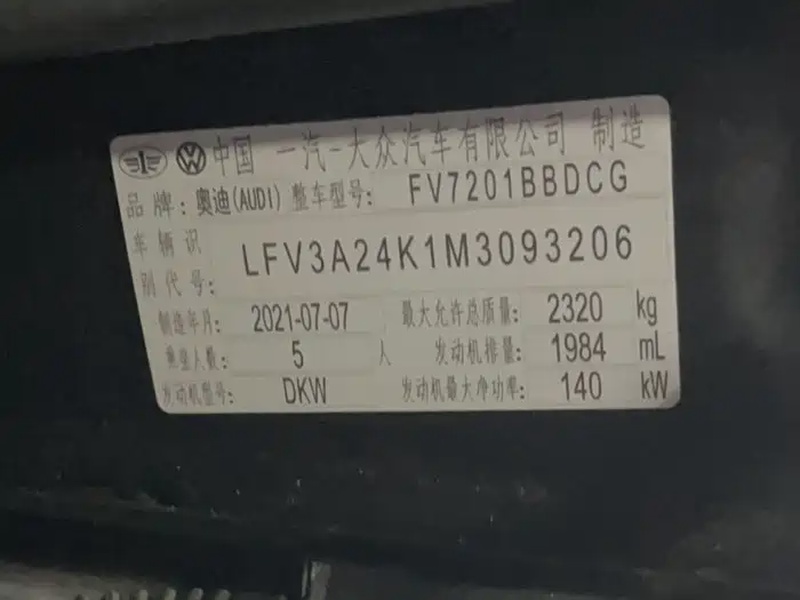 中国 一汽-大众汽车有限公司 制造
品牌: 奥迪(AUDI) 整车型号: FV7201BBDCG
车辆识别代号: LFV3A24K1M3093206
制造年月: 2021-07-07 最大允许总质量: 2320 kg
乘坐人数: 5 人 发动机排量: 1984 mL
发动机型号: DKW 发动机最大净功率: 140 kW